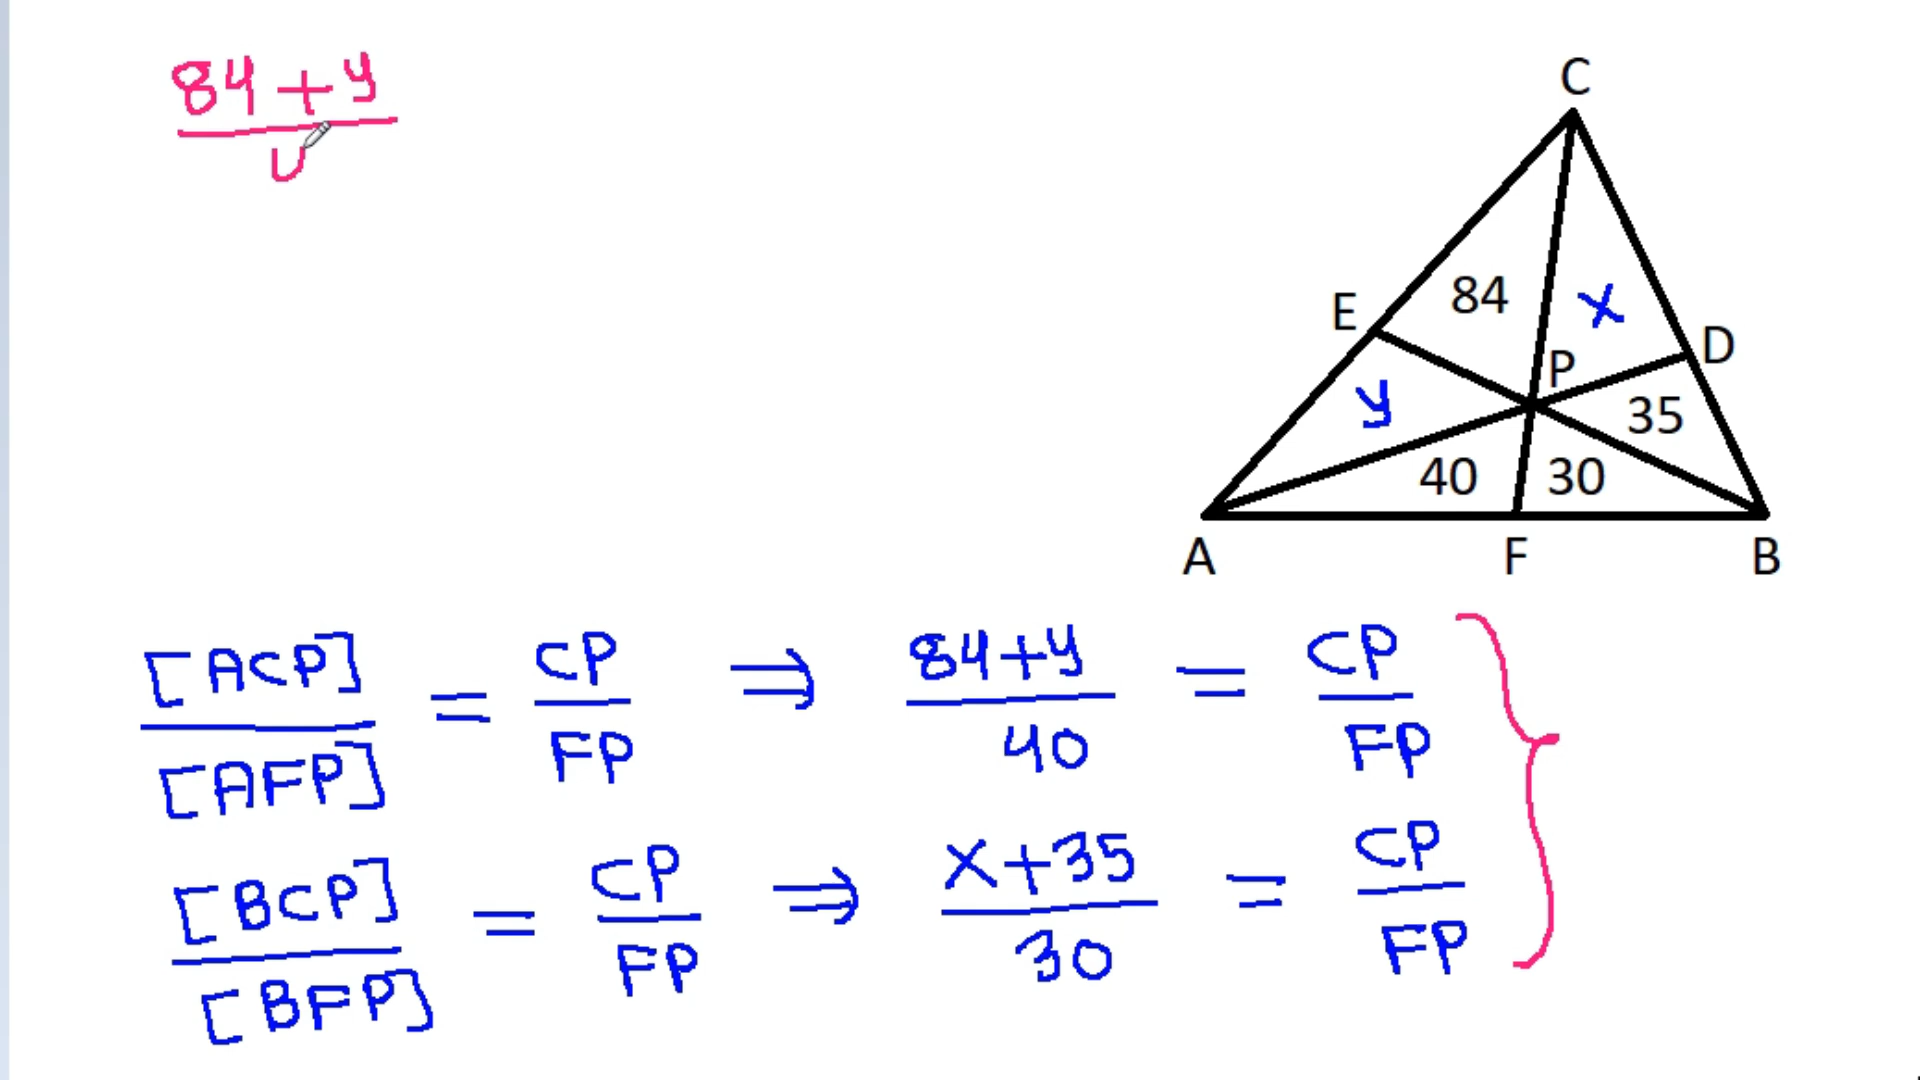 84 + y
C
84
x
E
D
P
y
35
40
30
A
F
B
[ACP] / [AFP] = CP / FP ⇒ 84+y / 40 = CP / FP
[BCP] / [BFP] = CP / FP ⇒ x+35 / 30 = CP / FP